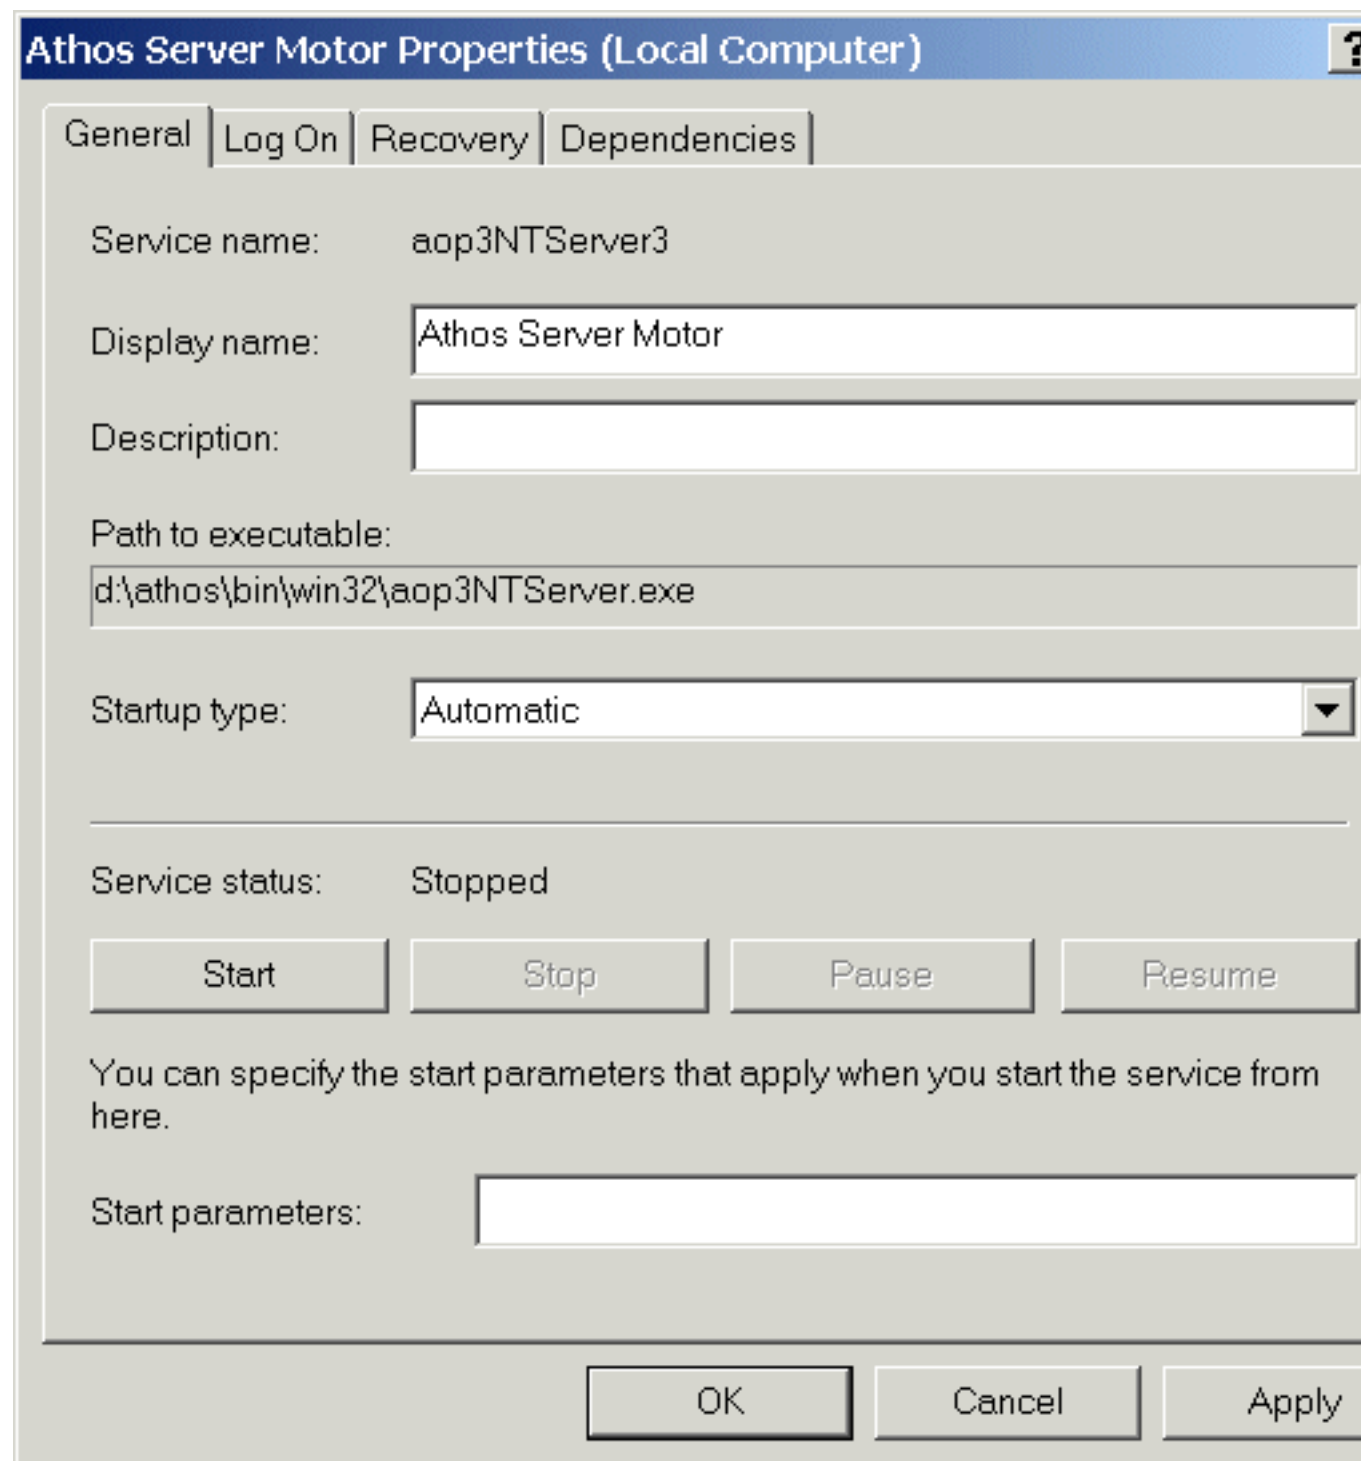 Athos Server Motor Properties (Local Computer) ?
General Log On Recovery Dependencies
Service name: aop3NTServer3
Display name: Athos Server Motor
Description:
Path to executable:
d:\athos\bin\win32\aop3NTServer.exe
Startup type: Automatic
Service status: Stopped
Start Stop Pause Resume
You can specify the start parameters that apply when you start the service from
here.
Start parameters:
OK Cancel Apply